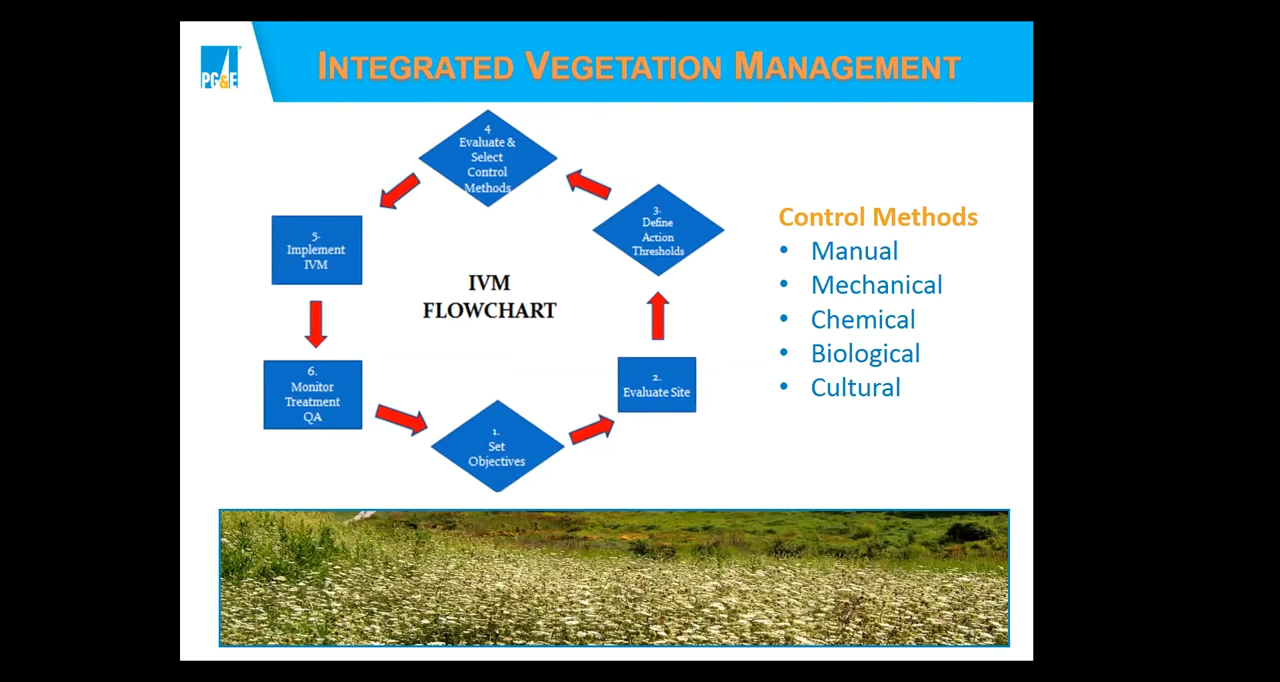 PG&E
INTEGRATED VEGETATION MANAGEMENT
4
Evaluate &
Select
Control
Methods
3.
Define
Action
Thresholds
5.
Implement
IVM
IVM
FLOWCHART
6.
Monitor
Treatment
QA
2.
Evaluate Site
1.
Set
Objectives
Control Methods
• Manual
• Mechanical
• Chemical
• Biological
• Cultural